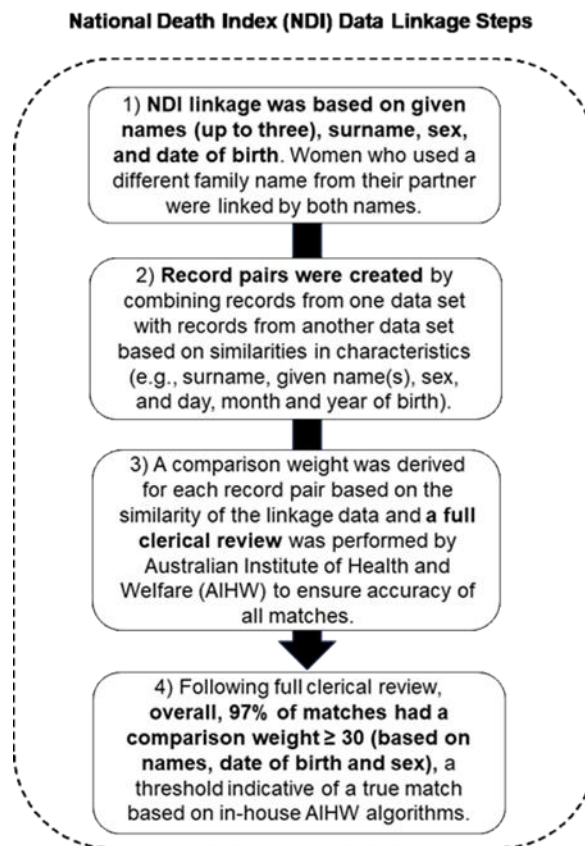 National Death Index (NDI) Data Linkage Steps
1) NDI linkage was based on given
names (up to three), surname, sex,
and date of birth. Women who used a
different family name from their partner
were linked by both names.
2) Record pairs were created by
combining records from one data set
with records from another data set
based on similarities in characteristics
(e.g., surname, given name(s), sex,
and day, month and year of birth).
3) A comparison weight was derived
for each record pair based on the
similarity of the linkage data and a full
clerical review was performed by
Australian Institute of Health and
Welfare (AIHW) to ensure accuracy of
all matches.
4) Following full clerical review,
overall, 97% of matches had a
comparison weight ≥ 30 (based on
names, date of birth and sex), a
threshold indicative of a true match
based on in-house AIHW algorithms.